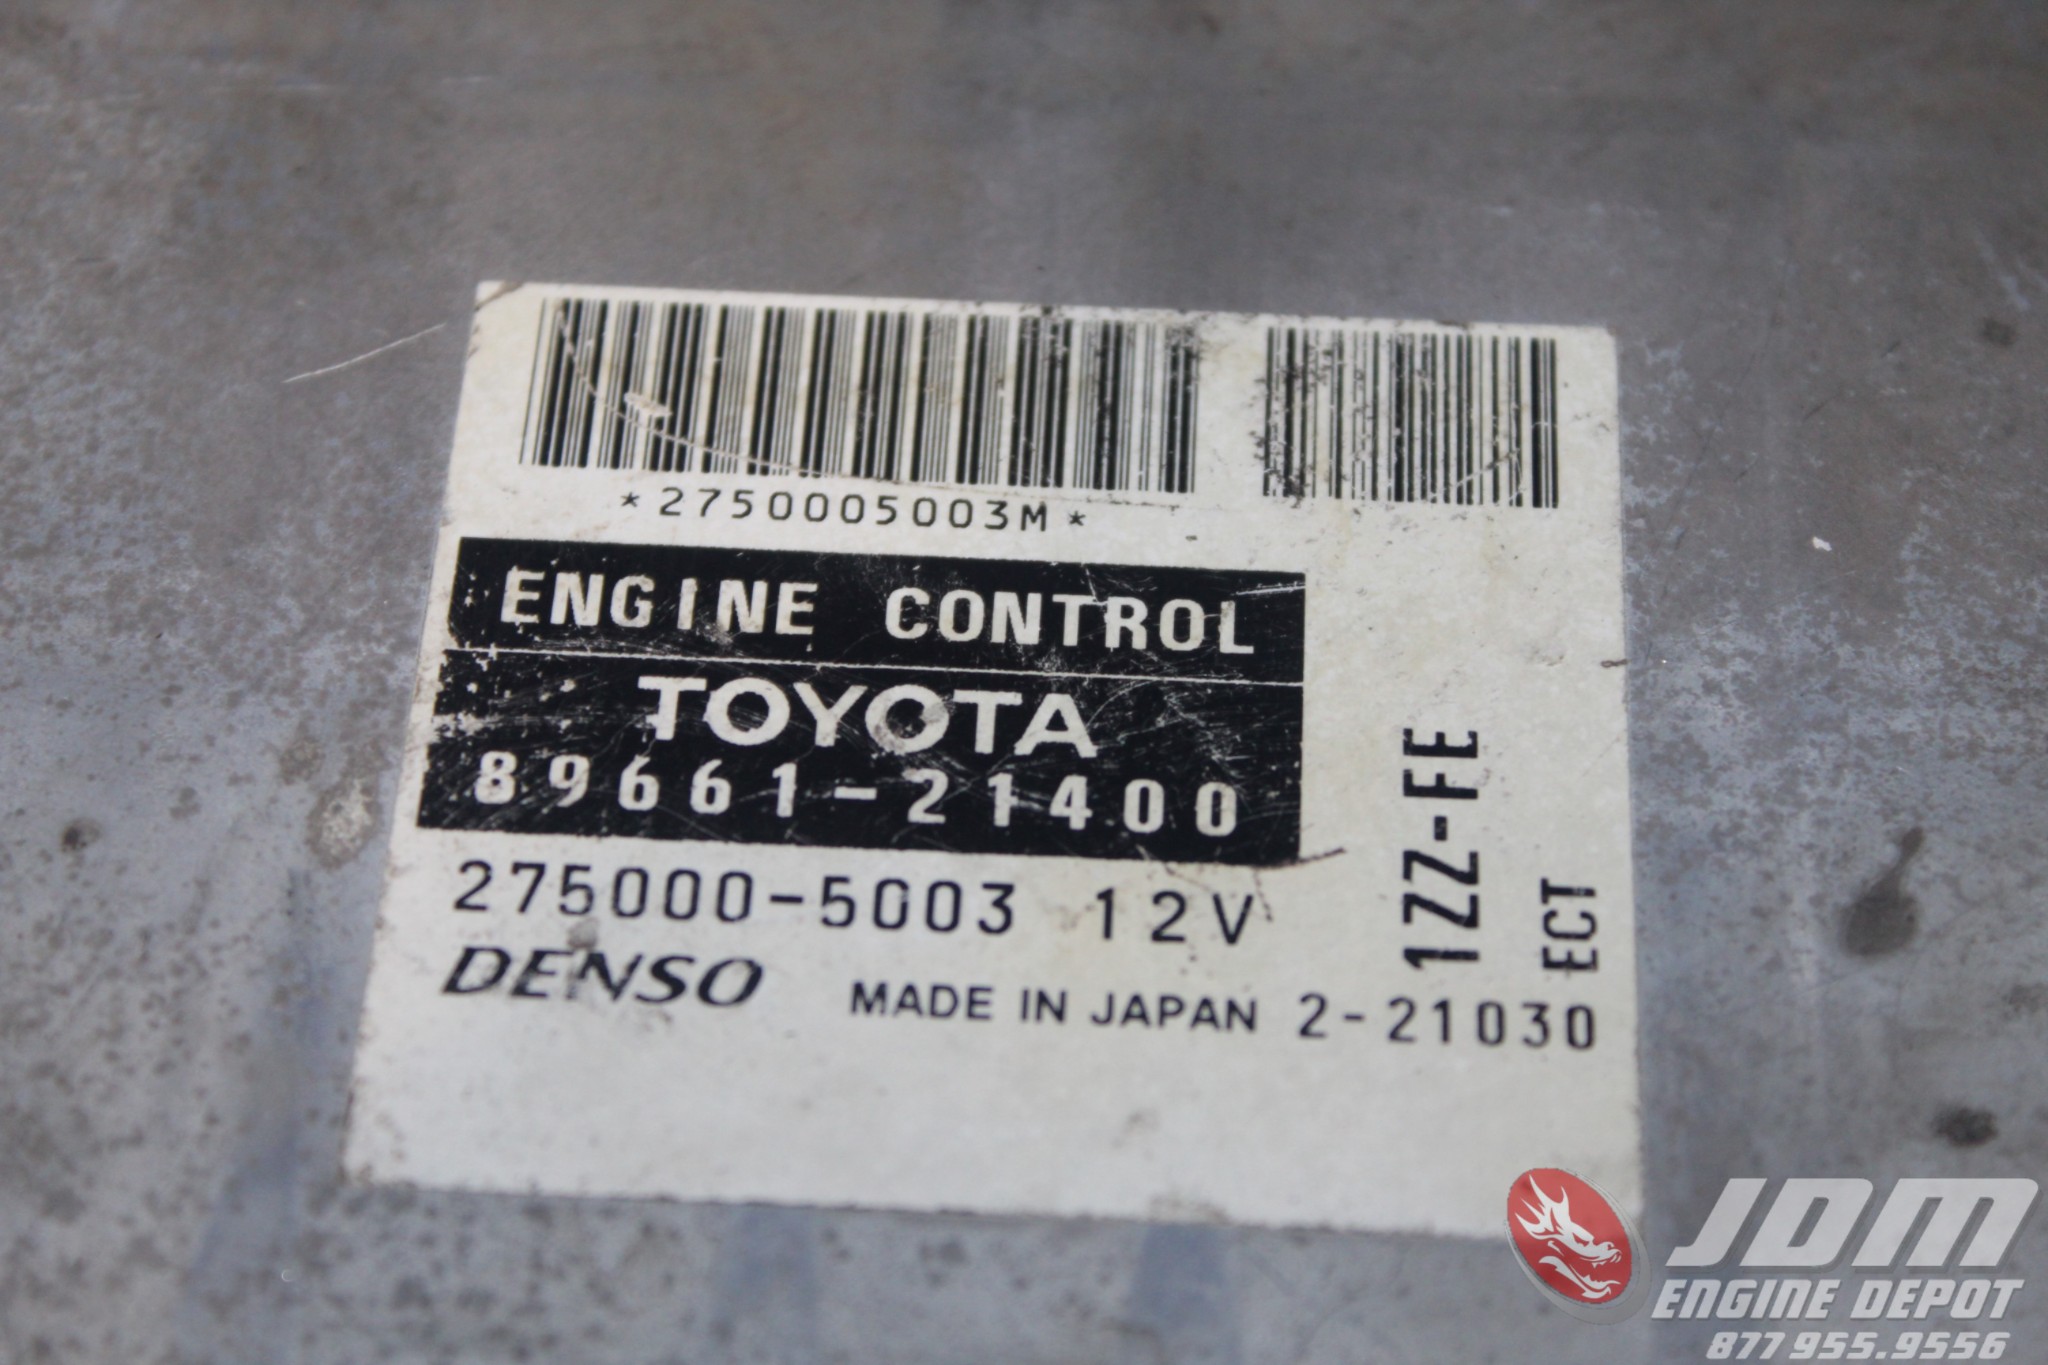 *2750005003M*
ENGINE CONTROL
TOYOTA
89661-21400
275000-5003 12V
DENSO MADE IN JAPAN 2-21030
1ZZ-FE
ECT
JDM
ENGINE DEPOT
877.955.9556